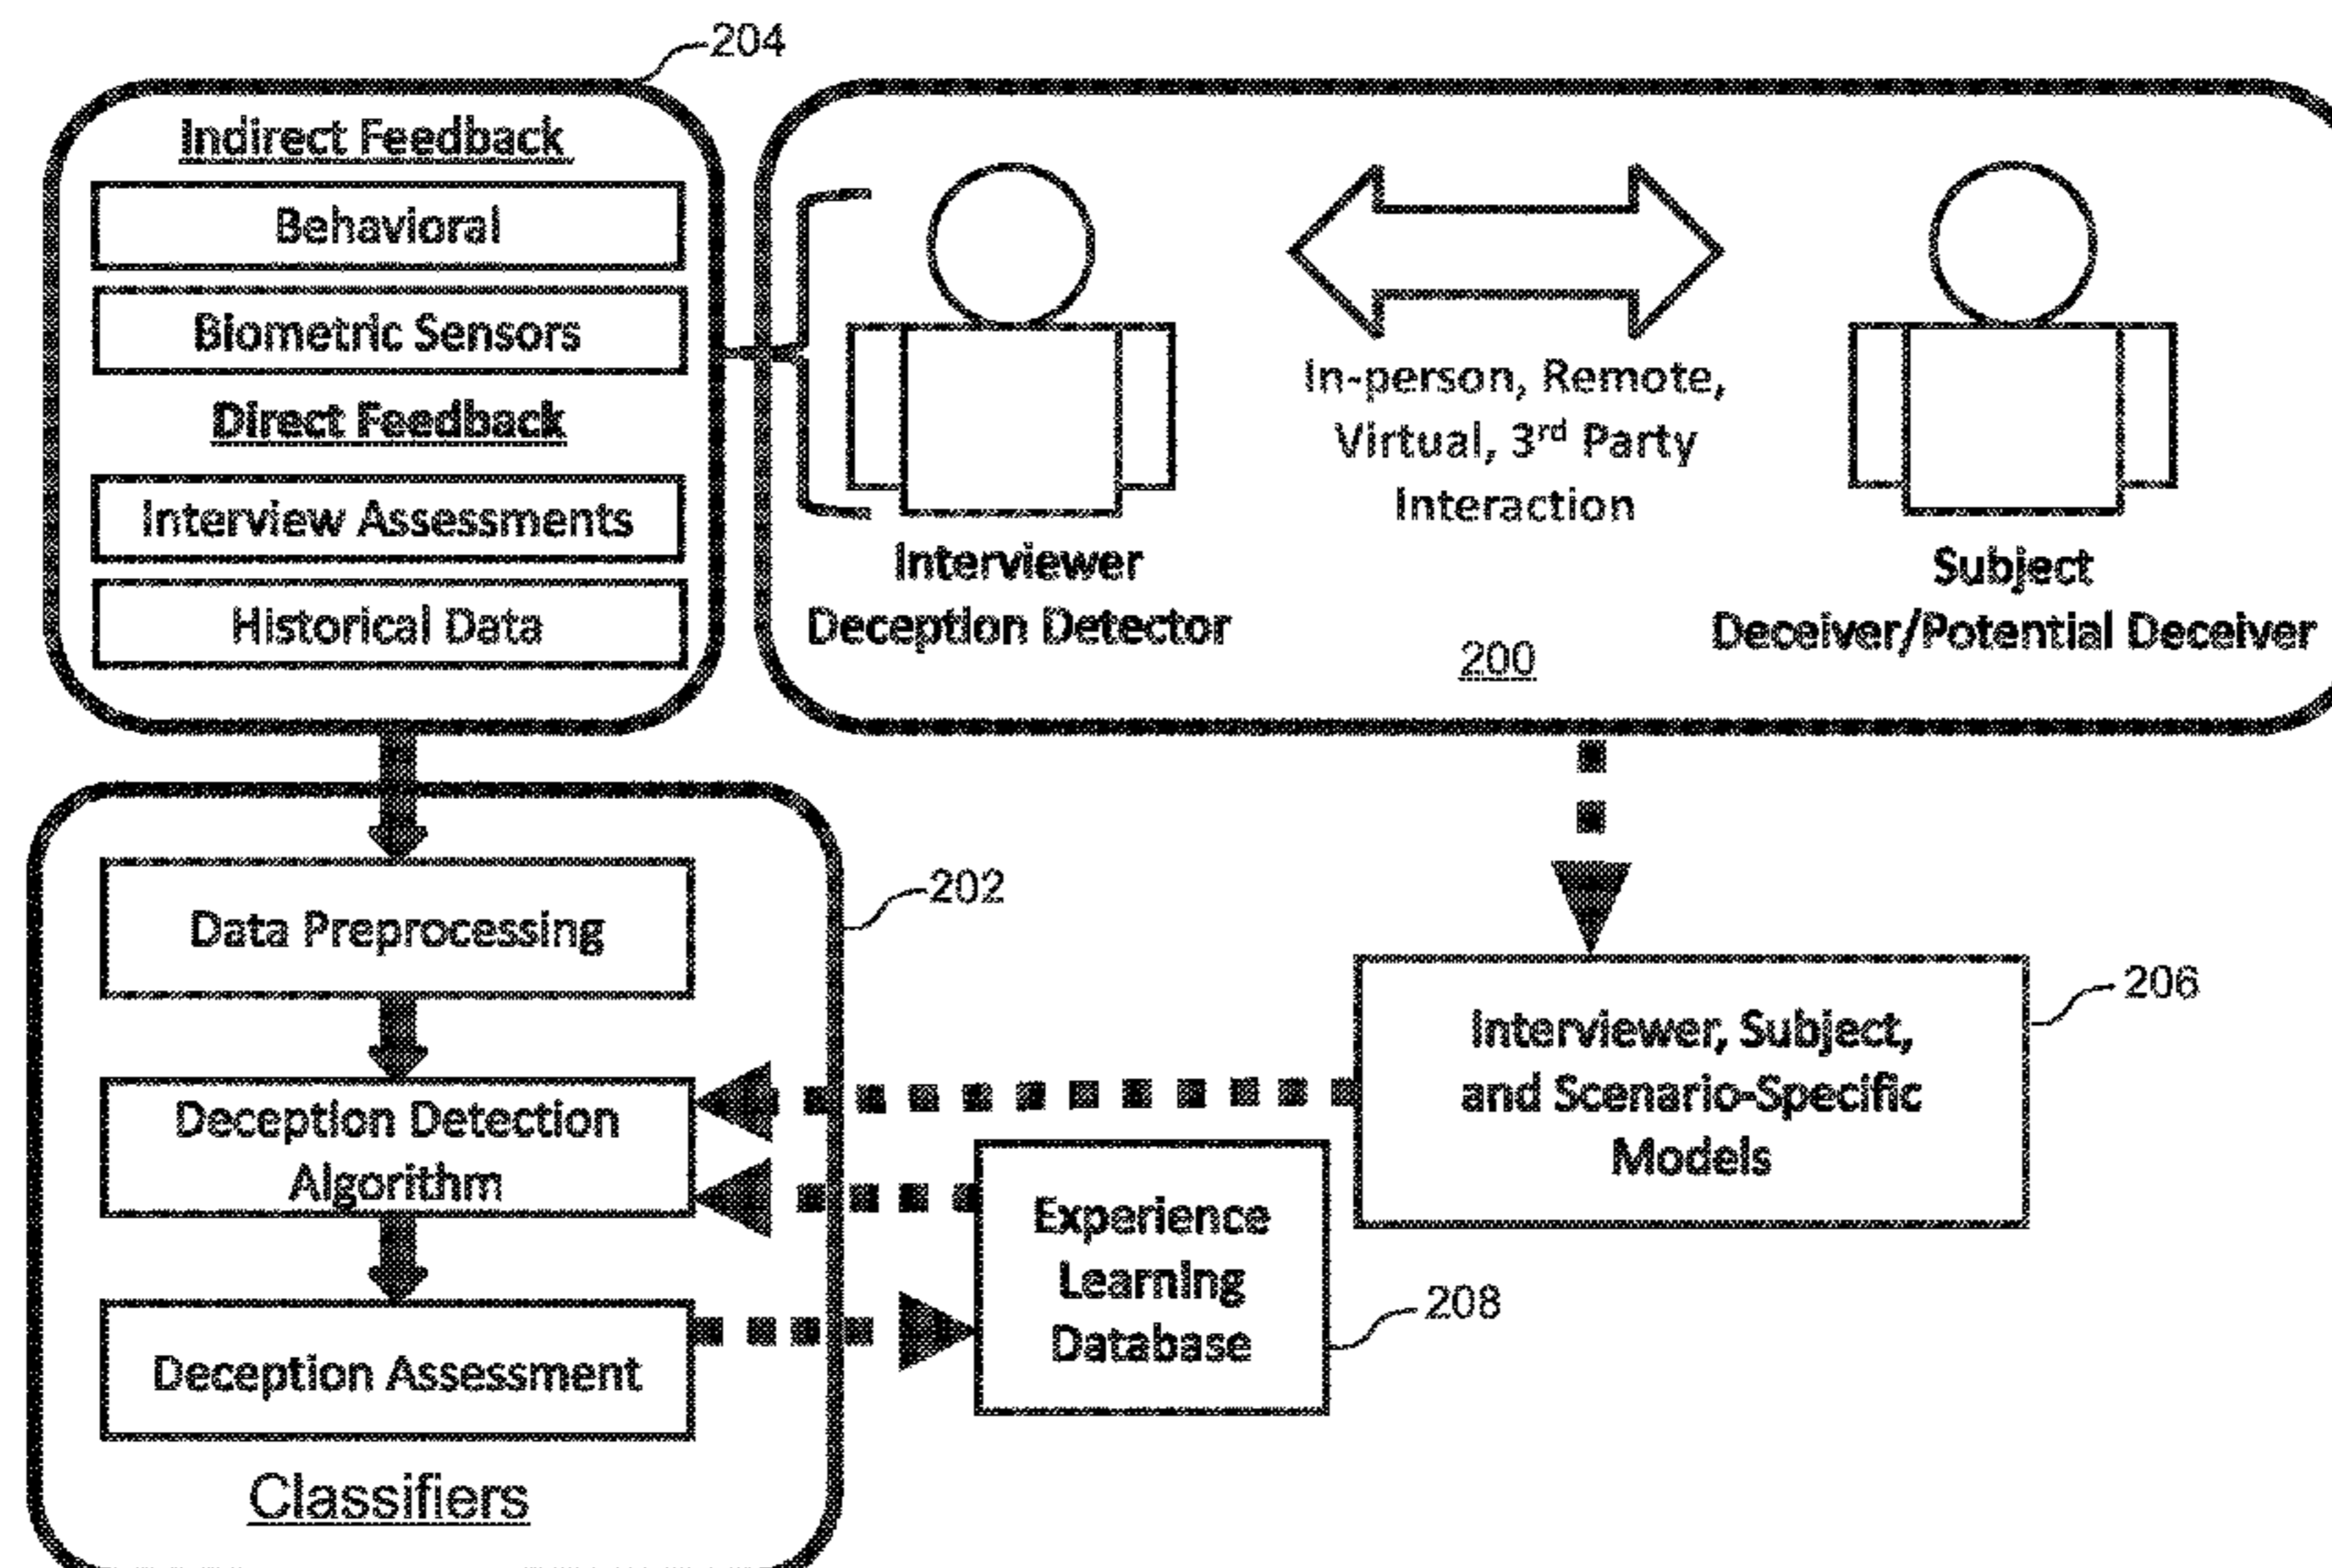 204
Indirect Feedback
Behavioral
Biometric Sensors
Direct Feedback
Interview Assessments
Historical Data
In-person, Remote,
Virtual, 3rd Party
Interaction
Interviewer
Deception Detector
Subject
Deceiver/Potential Deceiver
200
202
Data Preprocessing
Deception Detection
Algorithm
Deception Assessment
Classifiers
206
Interviewer, Subject,
and Scenario-Specific
Models
Experience
Learning
Database
208